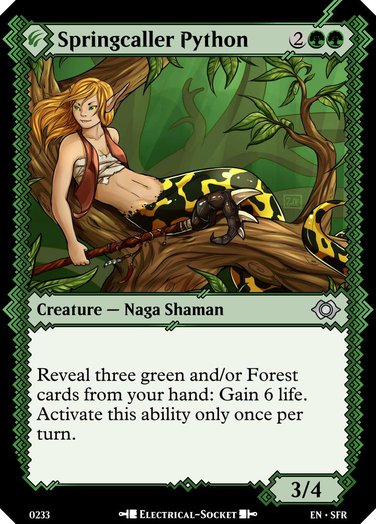 Springcaller Python 2
Creature — Naga Shaman
Reveal three green and/or Forest
cards from your hand: Gain 6 life.
Activate this ability only once per
turn.
3/4
0233 Electrical-Socket EN • SFR